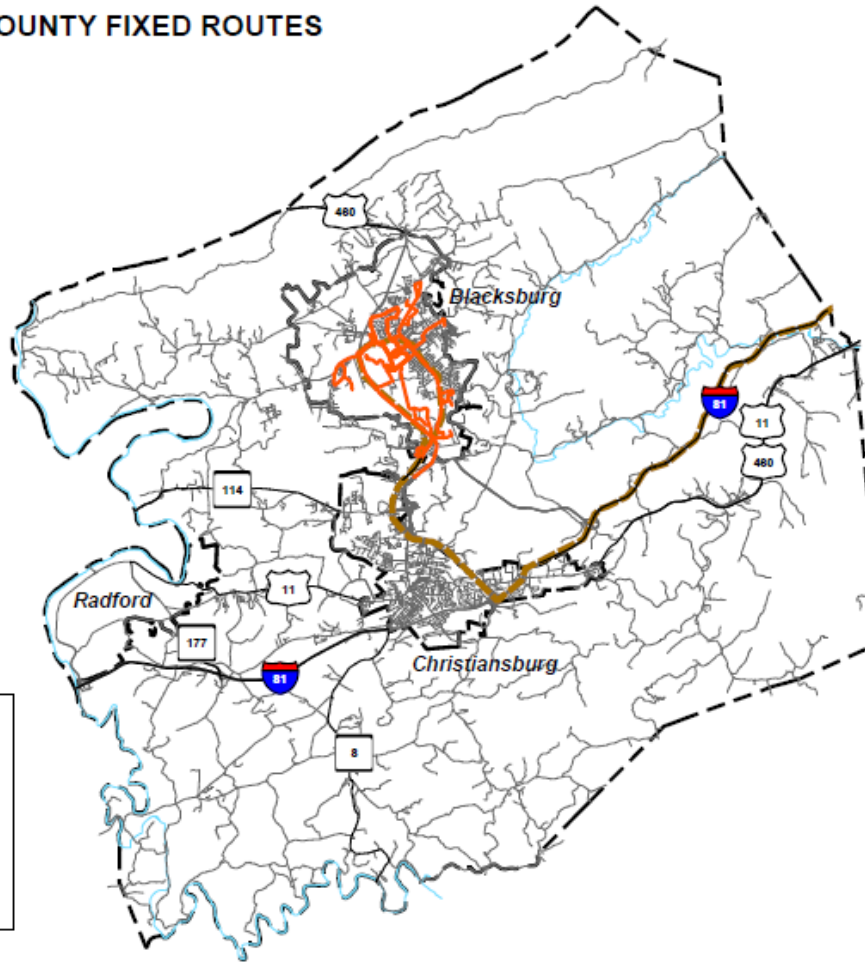 OUNTY FIXED ROUTES
460
Blacksburg
81
11
460
114
Radford
11
177
Christiansburg
81
8